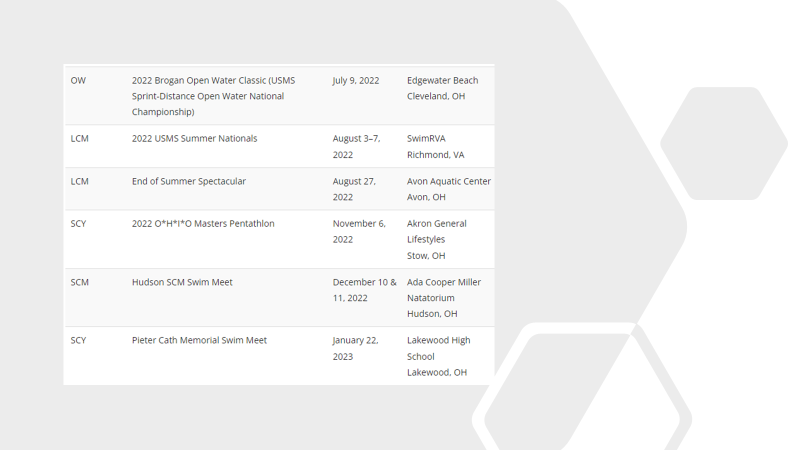 OW 2022 Brogan Open Water Classic (USMS July 9, 2022 Edgewater Beach
Sprint-Distance Open Water National Cleveland, OH
Championship)
LCM 2022 USMS Summer Nationals August 3–7, SwimRVA
2022 Richmond, VA
LCM End of Summer Spectacular August 27, Avon Aquatic Center
2022 Avon, OH
SCY 2022 O*H*I*O Masters Pentathlon November 6, Akron General
2022 Lifestyles
Stow, OH
SCM Hudson SCM Swim Meet December 10 & Ada Cooper Miller
11, 2022 Natatorium
Hudson, OH
SCY Pieter Cath Memorial Swim Meet January 22, Lakewood High
2023 School
Lakewood, OH